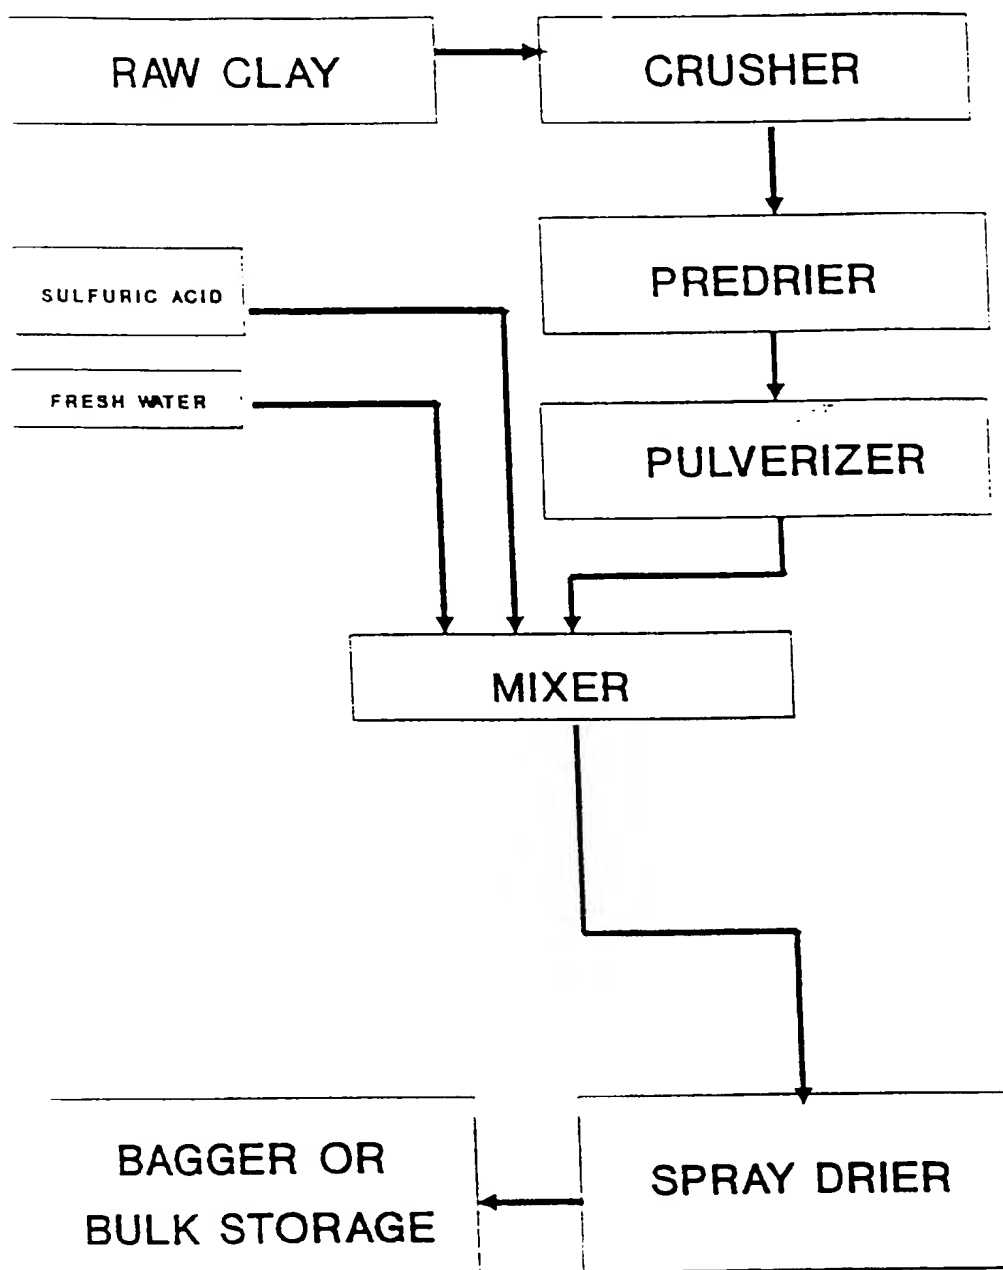 RAW CLAY
CRUSHER
PREDRIER
SULFURIC ACID
FRESH WATER
PULVERIZER
MIXER
BAGGER OR
BULK STORAGE
SPRAY DRIER